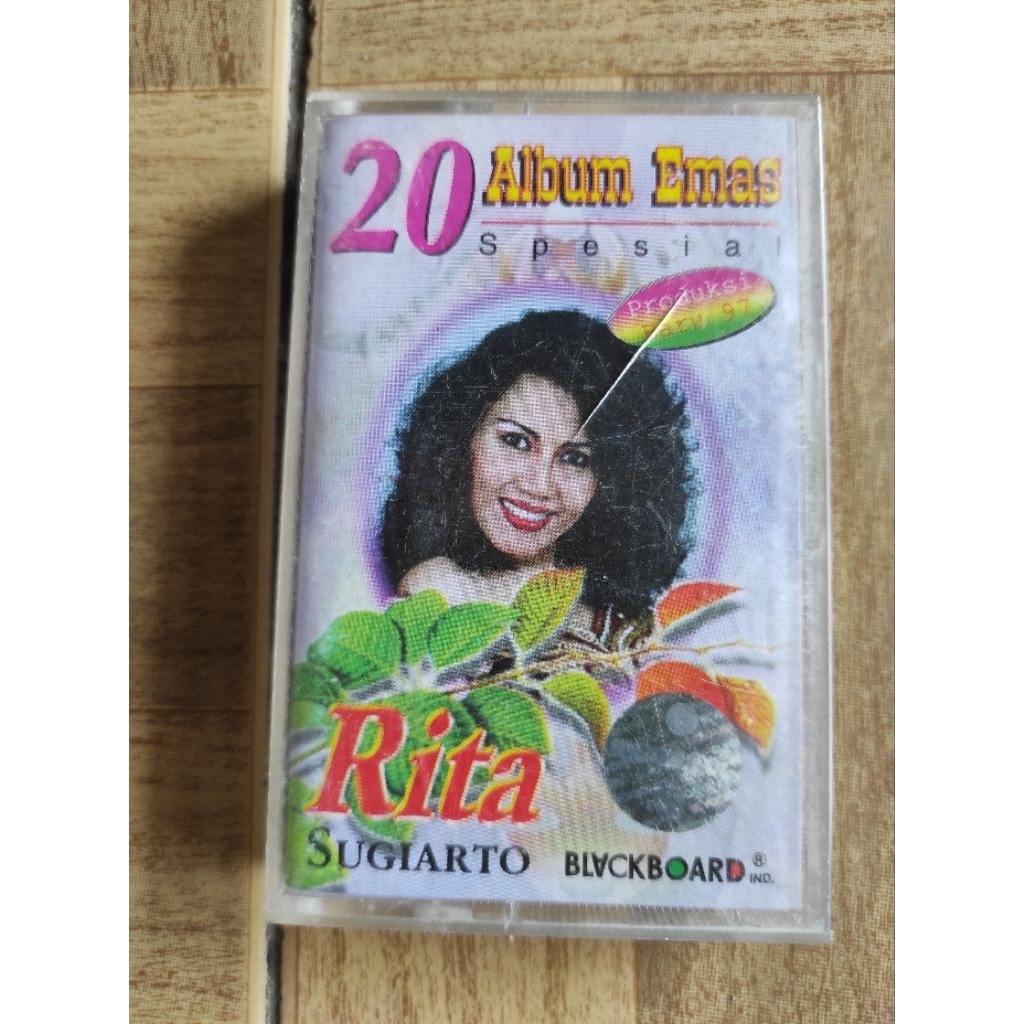 20 Album Emas
Spesial
Produksi
Baru 97
Rita
SUGIARTO
BLACKBOARD ®
IND.